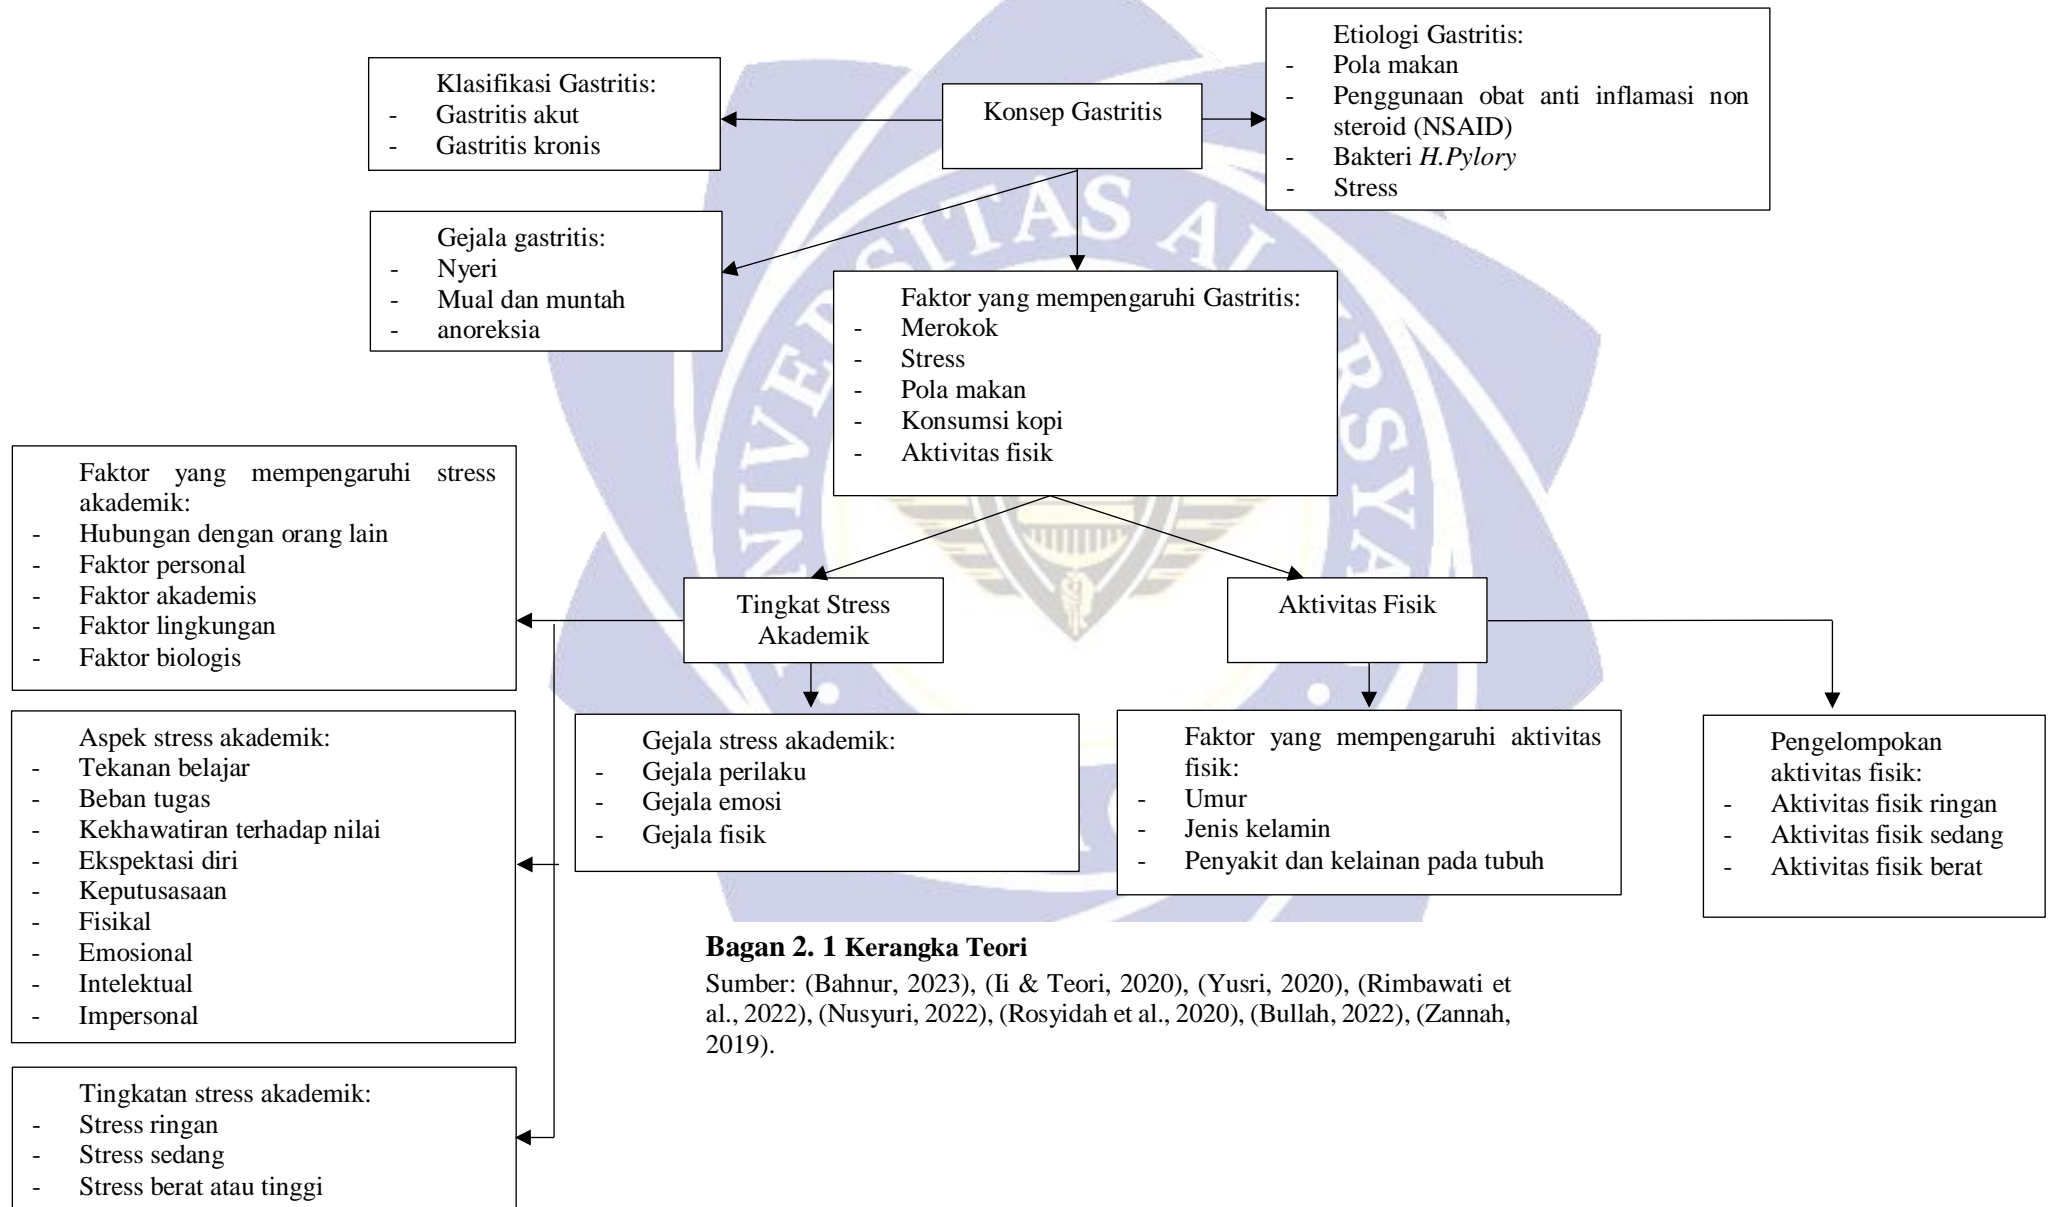 Klasifikasi Gastritis:
- Gastritis akut
- Gastritis kronis
Konsep Gastritis
Etiologi Gastritis:
- Pola makan
- Penggunaan obat anti inflamasi non
steroid (NSAID)
- Bakteri H.Pylory
- Stress
Gejala gastritis:
- Nyeri
- Mual dan muntah
- anoreksia
Faktor yang mempengaruhi Gastritis:
- Merokok
- Stress
- Pola makan
- Konsumsi kopi
- Aktivitas fisik
Faktor yang mempengaruhi stress
akademik:
- Hubungan dengan orang lain
- Faktor personal
- Faktor akademis
- Faktor lingkungan
- Faktor biologis
Tingkat Stress
Akademik
Aktivitas Fisik
Aspek stress akademik:
- Tekanan belajar
- Beban tugas
- Kekhawatiran terhadap nilai
- Ekspektasi diri
- Keputusasaan
- Fisikal
- Emosional
- Intelektual
- Impersonal
Gejala stress akademik:
- Gejala perilaku
- Gejala emosi
- Gejala fisik
Faktor yang mempengaruhi aktivitas
fisik:
- Umur
- Jenis kelamin
- Penyakit dan kelainan pada tubuh
Pengelompokan
aktivitas fisik:
- Aktivitas fisik ringan
- Aktivitas fisik sedang
- Aktivitas fisik berat
Tingkatan stress akademik:
- Stress ringan
- Stress sedang
- Stress berat atau tinggi
Bagan 2. 1 Kerangka Teori
Sumber: (Bahnur, 2023), (Ii & Teori, 2020), (Yusri, 2020), (Rimbawati et
al., 2022), (Nusyuri, 2022), (Rosyidah et al., 2020), (Bullah, 2022), (Zannah,
2019).